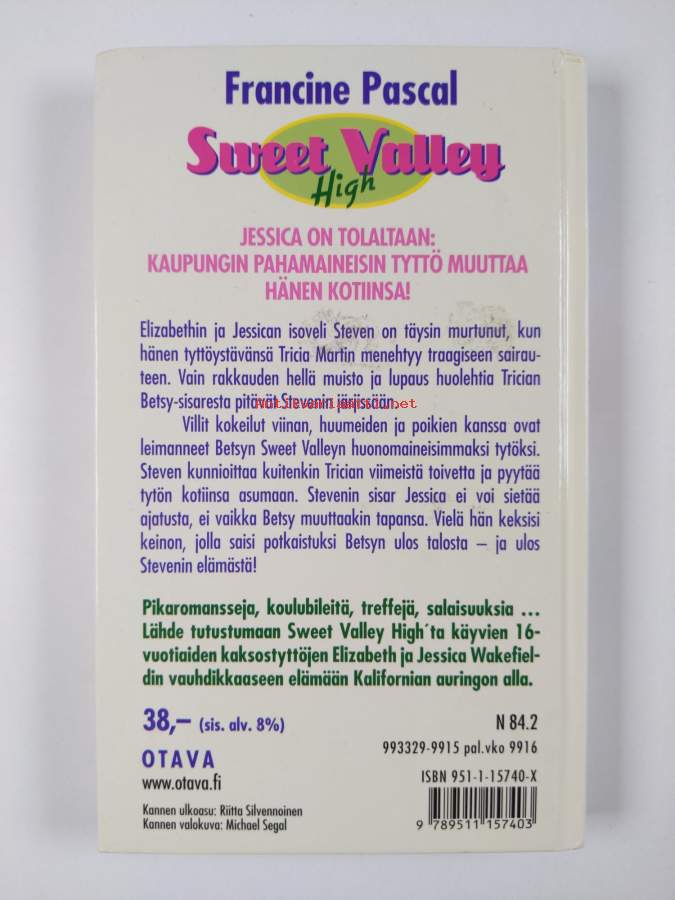 Francine Pascal
Sweet Valley
High
JESSICA ON TOLALTAAN:
KAUPUNGIN PAHAMAINEISIN TYTTÖ MUUTTAA
HÄNEN KOTIINSA!
Elizabethin ja Jessican isoveli Steven on täysin murtunut, kun
hänen tyttöystävänsä Tricia Martin menehtyy traagiseen sairau-
teen. Vain rakkauden hellä muisto ja lupaus huolehtia Trician
Betsy-sisaresta pitävät Stevenin järjissään.
Villit kokeilut viinan, huumeiden ja poikien kanssa ovat
leimanneet Betsyn Sweet Valleyn huonomaineisimmaksi tytöksi.
Steven kunnioittaa kuitenkin Trician viimeistä toivetta ja pyytää
tytön kotiinsa asumaan. Stevenin sisar Jessica ei voi sietää
ajatusta, ei vaikka Betsy muuttaakin tapansa. Vielä hän keksisi
keinon, jolla saisi potkaistuksi Betsyn ulos talosta – ja ulos
Stevenin elämästä!
Pikaromansseja, koulubileitä, treffejä, salaisuuksia ...
Lähde tutustumaan Sweet Valley High´ta käyvien 16-
vuotiaiden kaksostyttöjen Elizabeth ja Jessica Wakefiel-
din vauhdikkaaseen elämään Kalifornian auringon alla.
38,– (sis. alv. 8%)
N 84.2
993329-9915 pal.vko 9916
OTAVA
www.otava.fi
ISBN 951-1-15740-X
Kannen ulkoasu: Riitta Silvennoinen
Kannen valokuva: Michael Segal
9 789511 157403